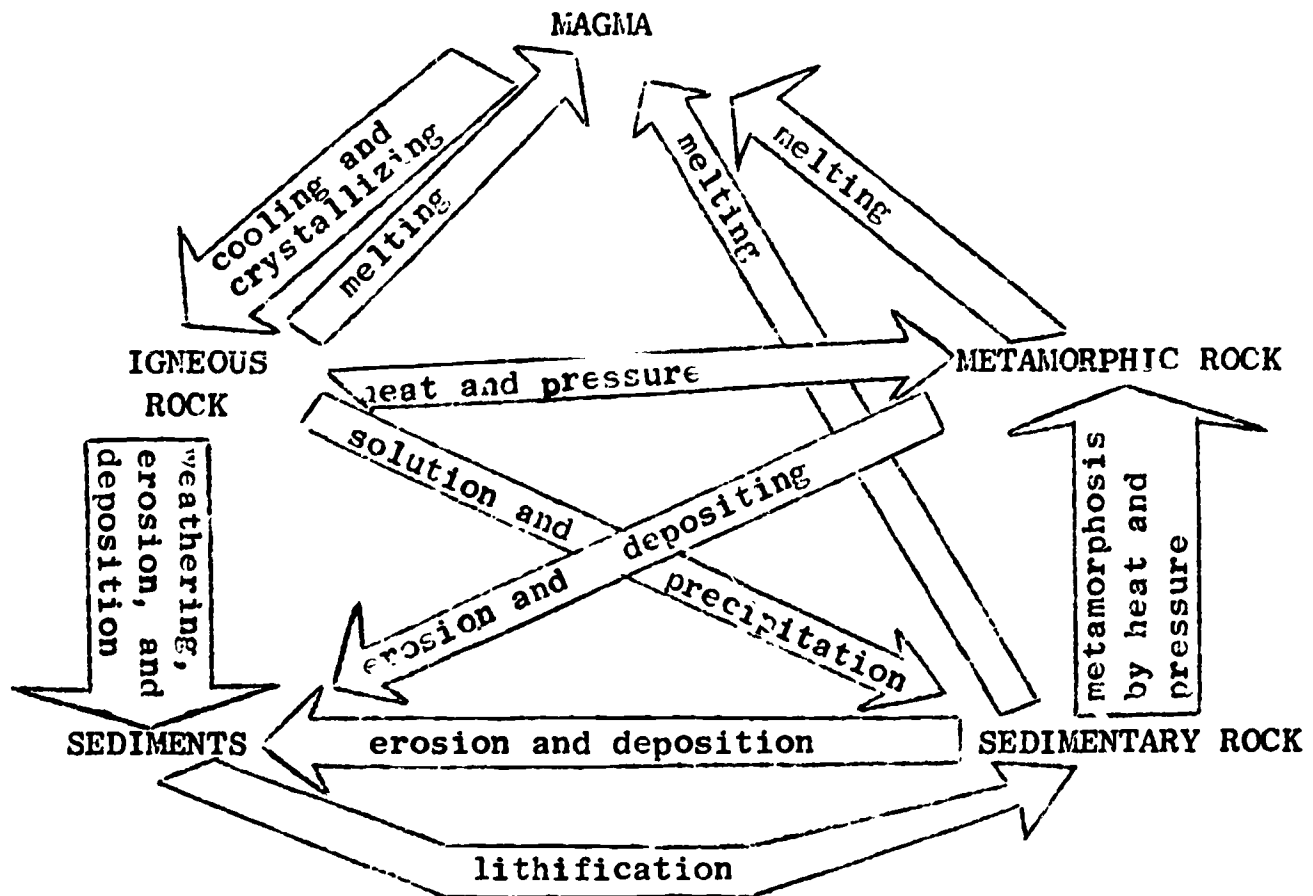 MAGMA
cooling and
crystallizing
melting
melting
melting
IGNEOUS
ROCK
heat and pressure
METAMORPHIC ROCK
solution and
precipitation
erosion and depositing
weathering,
erosion, and
deposition
metamorphosis
by heat and
pressure
SEDIMENTS
erosion and deposition
SEDIMENTARY ROCK
lithification